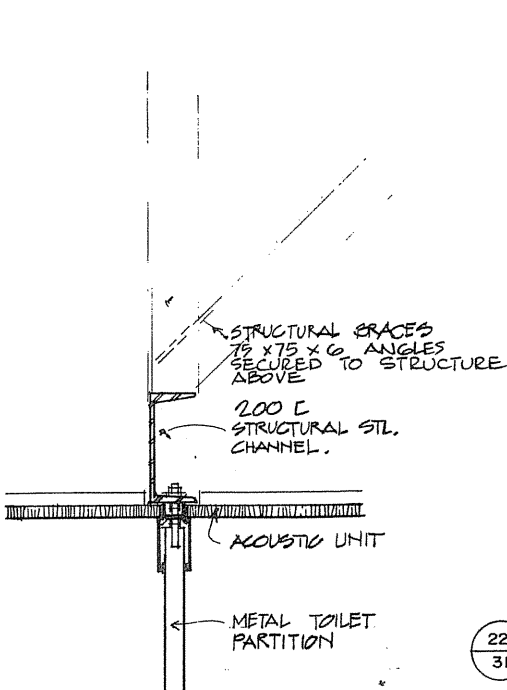 STRUCTURAL BRACES
75 x 75 x 6 ANGLES
SECURED TO STRUCTURE
ABOVE
200 [
STRUCTURAL STL.
CHANNEL.
ACOUSTIC UNIT
METAL TOILET
PARTITION
22